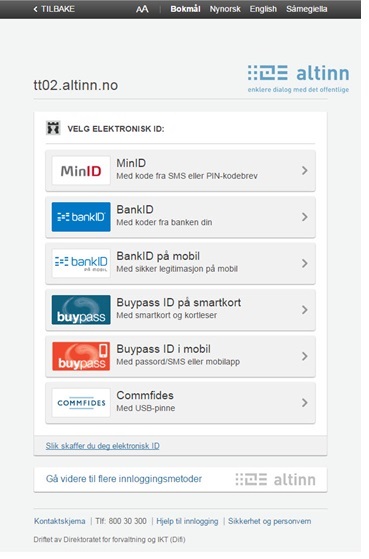 TILBAKE AA Bokmål Nynorsk English Sámegiella
tt02.altinn.no
altinn
enklere dialog med det offentlige
VELG ELEKTRONISK ID:
MinID
MinID
Med kode fra SMS eller PIN-kodebrev
bankID
BankID
Med koder fra banken din
bankID
PÅ MOBIL
BankID på mobil
Med sikker legitimasjon på mobil
buypass
Buypass ID på smartkort
Med smartkort og kortleser
buypass
Buypass ID i mobil
Med passord/SMS eller mobilapp
COMMFIDES
Commfides
Med USB-pinne
Slik skaffer du deg elektronisk ID
Gå videre til flere innloggingsmetoder
altinn
Kontaktskjema | Tlf: 800 30 300 | Hjelp til innlogging | Sikkerhet og personvern
Driftet av Direktoratet for forvaltning og IKT (Difi)